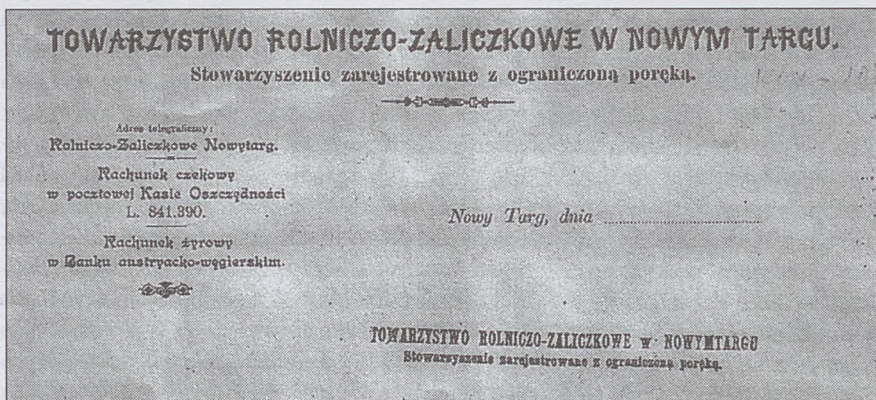 TOWARZYSTWO ROLNICZO-ZALICZKOWE W NOWYM TARGU.
Stowarzyszenie zarejestrowane z ograniczoną poręką.
Adres telegraficzny:
Rolniczo-Zaliczkowe Nowytarg.
Rachunek czekowy
w pocztowej Kasie Oszczędności
L. 841.390.
Rachunek żyrowy
w Banku austryacko-węgierskim.
Nowy Targ, dnia
TOWARZYSTWO ROLNICZO-ZALICZKOWE w NOWYMTARGU
Stowarzyszenie zarejestrowane z ograniczoną poręką.